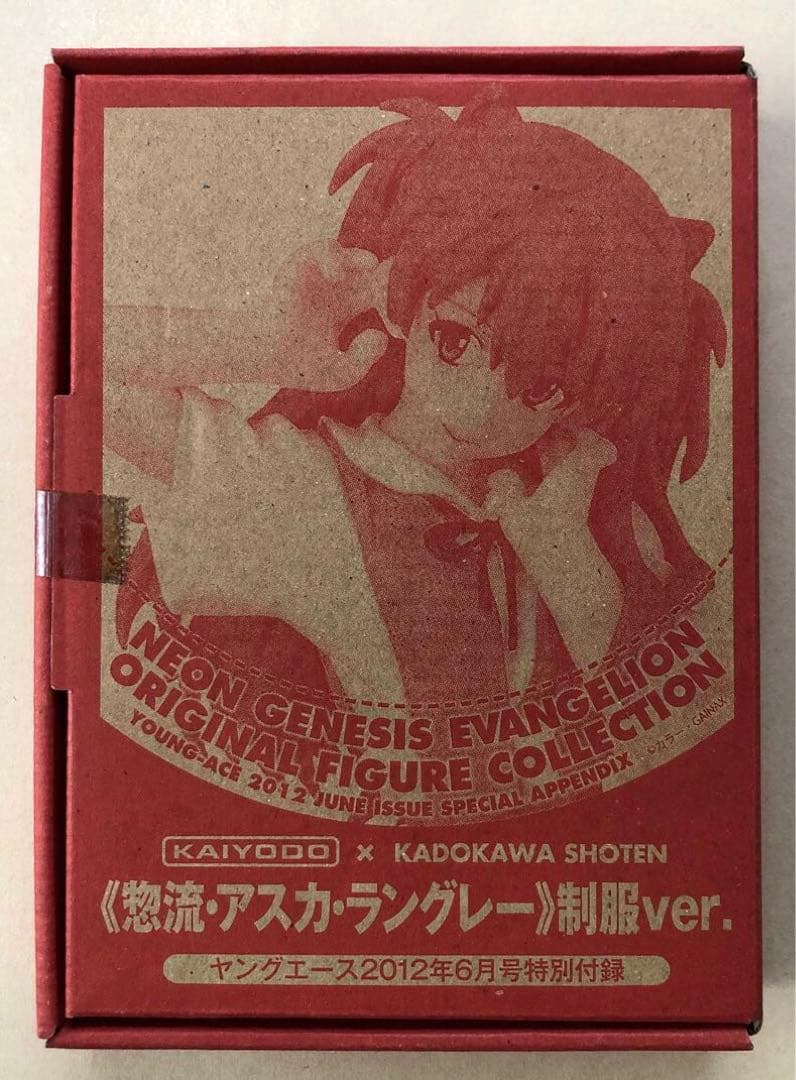 NEON GENESIS EVANGELION
ORIGINAL FIGURE COLLECTION
YOUNG-ACE 2012 JUNE ISSUE SPECIAL APPENDIX
©カラー・GAINAX
KAIYODO × KADOKAWA SHOTEN
《惣流・アスカ・ラングレー》制服ver.
ヤングエース2012年6月号特別付録